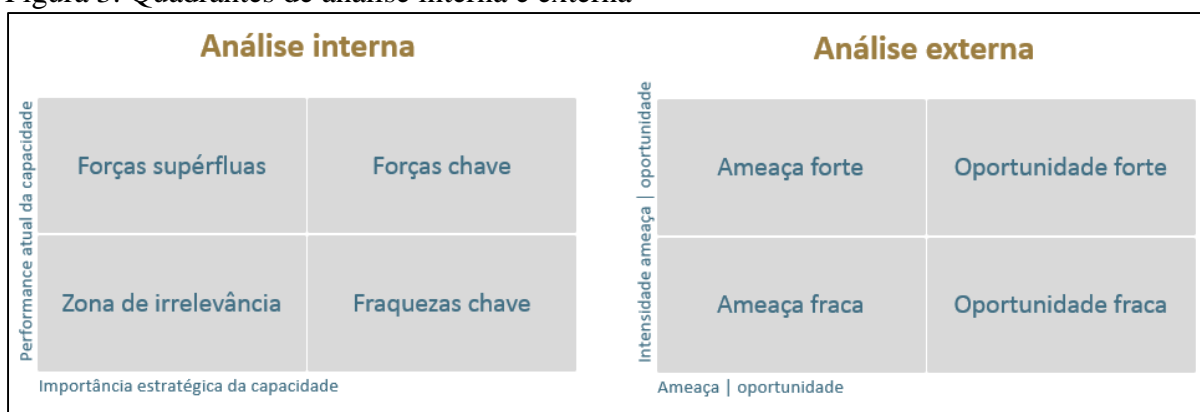 Figura 3: Quadrantes de análise interna e externa
Análise interna
Performance atual da capacidade
Forças supérfluas
Forças chave
Zona de irrelevância
Fraquezas chave
Importância estratégica da capacidade
Análise externa
Intensidade ameaça | oportunidade
Ameaça forte
Oportunidade forte
Ameaça fraca
Oportunidade fraca
Ameaça | oportunidade